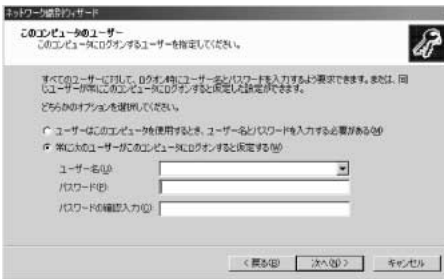 ネットワーク識別ウィザード
このコンピュータのユーザー
このコンピュータにログオンするユーザーを指定してください。
すべてのユーザーに対して、ログオン時にユーザー名とパスワードを入力するよう要求できます。または、同
じユーザーが常にこのコンピュータにログオンすると仮定した設定ができます。
どちらかのオプションを選択してください。
ユーザーはこのコンピュータを使用するとき、ユーザー名とパスワードを入力する必要がある(M)
常に次のユーザーがこのコンピュータにログオンすると仮定する(W)
ユーザー名(U)
パスワード(P)
パスワードの確認入力(C)
< 戻る(B) 次へ(N) > キャンセル